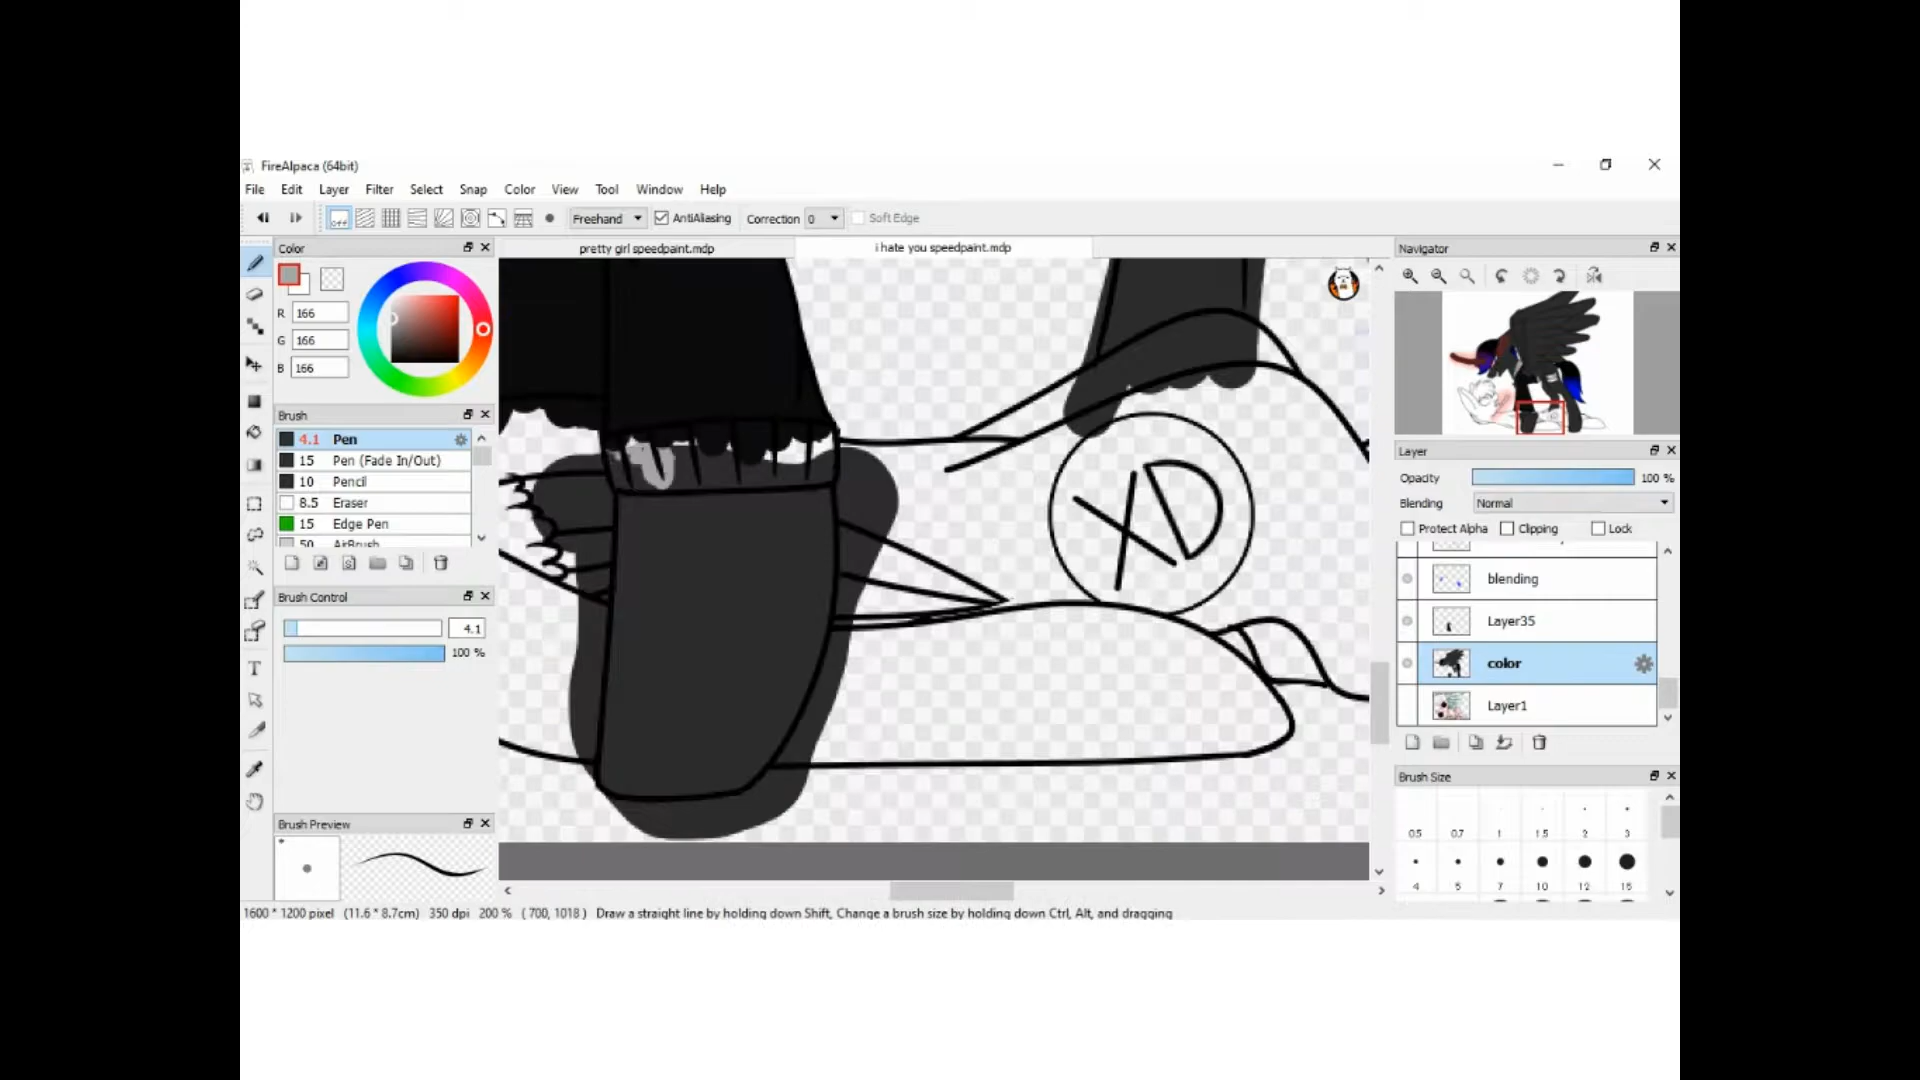 FireAlpaca (64bit)
File Edit Layer Filter Select Snap Color View Tool Window Help
OFF Freehand AntiAliasing Correction 0 Soft Edge
Color
R 166
G 166
B 166
Brush
4.1 Pen
15 Pen (Fade In/Out)
10 Pencil
8.5 Eraser
15 Edge Pen
50 AirBrush
Brush Control
4.1
100 %
Brush Preview
pretty girl speedpaint.mdp i hate you speedpaint.mdp
XD
Navigator
Layer
Opacity 100 %
Blending Normal
Protect Alpha Clipping Lock
blending
Layer35
color
Layer1
Brush Size
0.5 0.7 1 1.5 2 3
4 5 7 10 12 15
T
1600 * 1200 pixel (11.6 * 8.7cm) 350 dpi 200 % ( 700, 1018 ) Draw a straight line by holding down Shift, Change a brush size by holding down Ctrl, Alt, and dragging